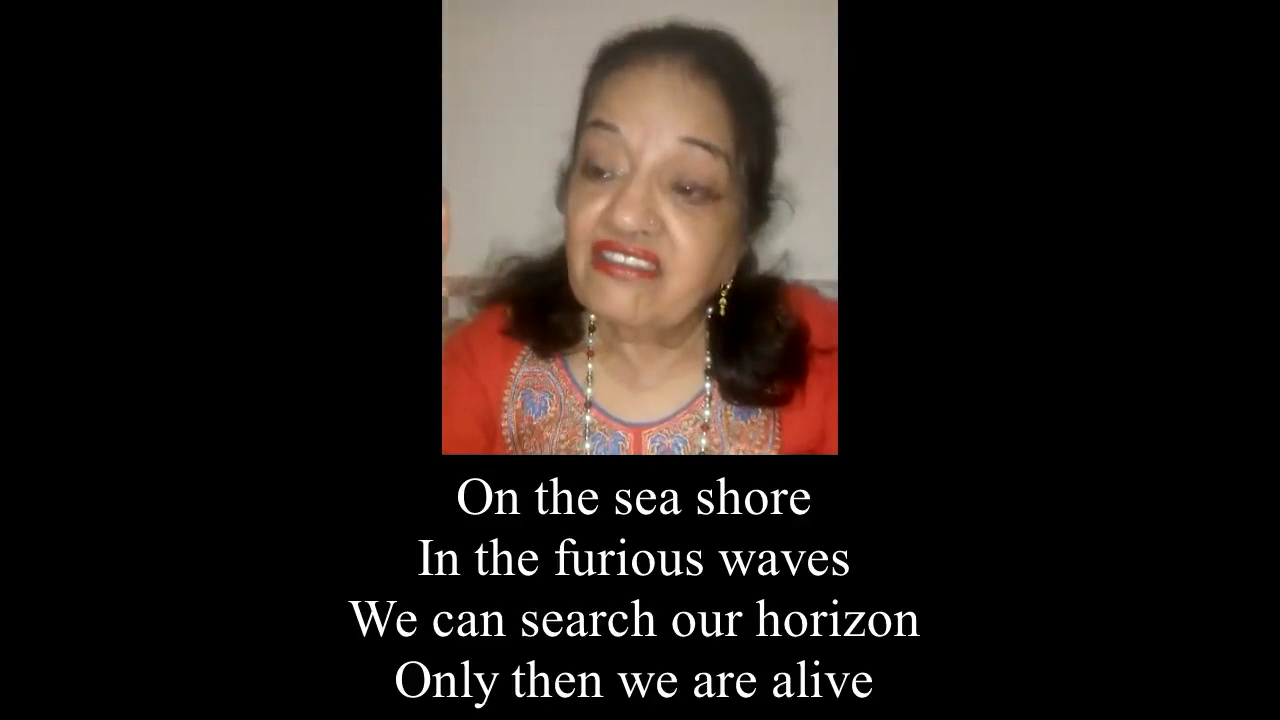 On the sea shore
In the furious waves
We can search our horizon
Only then we are alive